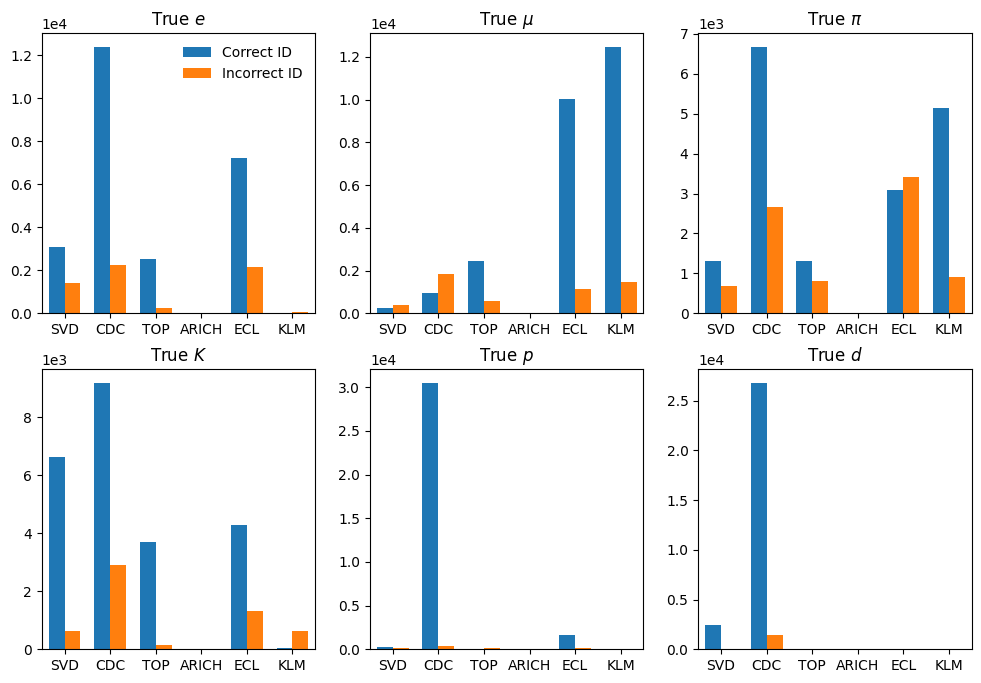 True e
1e4
1.2
1.0
0.8
0.6
0.4
0.2
0.0
Correct ID
Incorrect ID
SVD CDC TOP ARICH ECL KLM
True μ
1e4
1.2
1.0
0.8
0.6
0.4
0.2
0.0
SVD CDC TOP ARICH ECL KLM
True π
1e3
7
6
5
4
3
2
1
0
SVD CDC TOP ARICH ECL KLM
True K
1e3
8
6
4
2
0
SVD CDC TOP ARICH ECL KLM
True p
1e4
3.0
2.5
2.0
1.5
1.0
0.5
0.0
SVD CDC TOP ARICH ECL KLM
True d
1e4
2.5
2.0
1.5
1.0
0.5
0.0
SVD CDC TOP ARICH ECL KLM